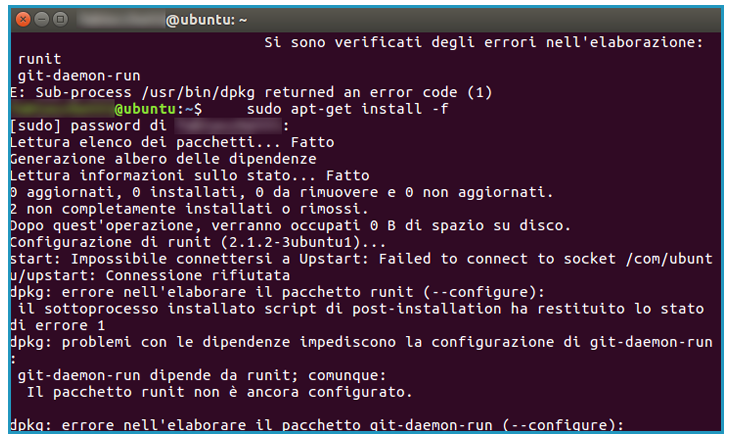 @ubuntu: ~
Si sono verificati degli errori nell'elaborazione:
runit
git-daemon-run
E: Sub-process /usr/bin/dpkg returned an error code (1)
@ubuntu:~$ sudo apt-get install -f
[sudo] password di :
Lettura elenco dei pacchetti... Fatto
Generazione albero delle dipendenze
Lettura informazioni sullo stato... Fatto
0 aggiornati, 0 installati, 0 da rimuovere e 0 non aggiornati.
2 non completamente installati o rimossi.
Dopo quest'operazione, verranno occupati 0 B di spazio su disco.
Configurazione di runit (2.1.2-3ubuntu1)...
start: Impossibile connettersi a Upstart: Failed to connect to socket /com/ubunt
u/upstart: Connessione rifiutata
dpkg: errore nell'elaborare il pacchetto runit (--configure):
il sottoprocesso installato script di post-installation ha restituito lo stato
di errore 1
dpkg: problemi con le dipendenze impediscono la configurazione di git-daemon-run
:
git-daemon-run dipende da runit; comunque:
Il pacchetto runit non è ancora configurato.
dpkg: errore nell'elaborare il pacchetto git-daemon-run (--configure):